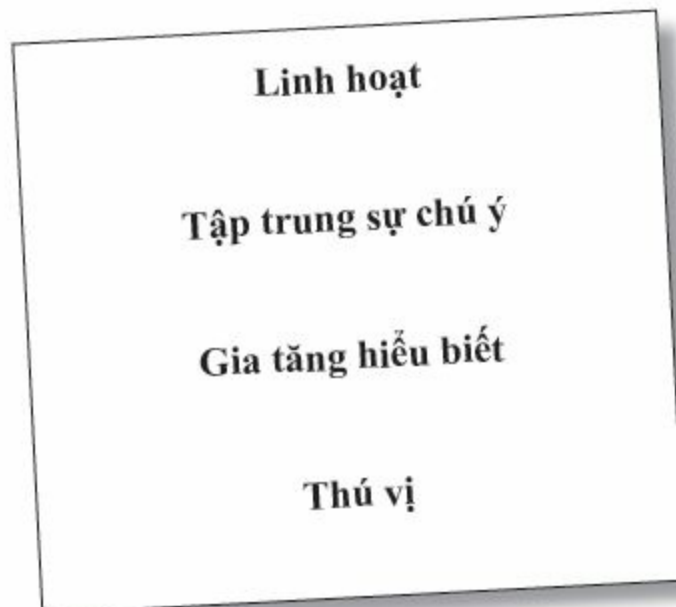 Linh hoạt
Tập trung sự chú ý
Gia tăng hiểu biết
Thú vị